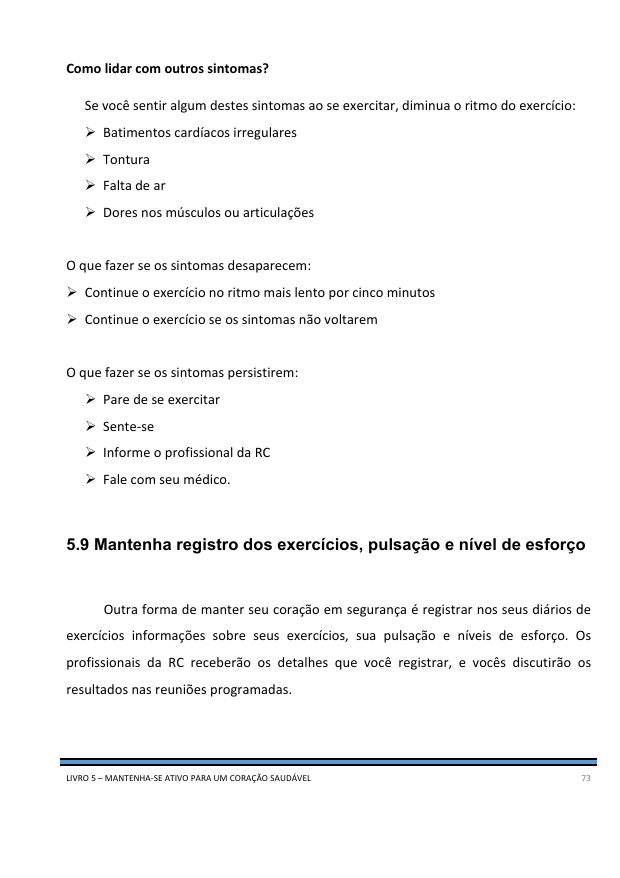 Como lidar com outros sintomas?
Se você sentir algum destes sintomas ao se exercitar, diminua o ritmo do exercício:
➢ Batimentos cardíacos irregulares
➢ Tontura
➢ Falta de ar
➢ Dores nos músculos ou articulações
O que fazer se os sintomas desaparecem:
➢ Continue o exercício no ritmo mais lento por cinco minutos
➢ Continue o exercício se os sintomas não voltarem
O que fazer se os sintomas persistirem:
➢ Pare de se exercitar
➢ Sente-se
➢ Informe o profissional da RC
➢ Fale com seu médico.
5.9 Mantenha registro dos exercícios, pulsação e nível de esforço
Outra forma de manter seu coração em segurança é registrar nos seus diários de
exercícios informações sobre seus exercícios, sua pulsação e níveis de esforço. Os
profissionais da RC receberão os detalhes que você registrar, e vocês discutirão os
resultados nas reuniões programadas.
LIVRO 5 – MANTENHA-SE ATIVO PARA UM CORAÇÃO SAUDÁVEL 73